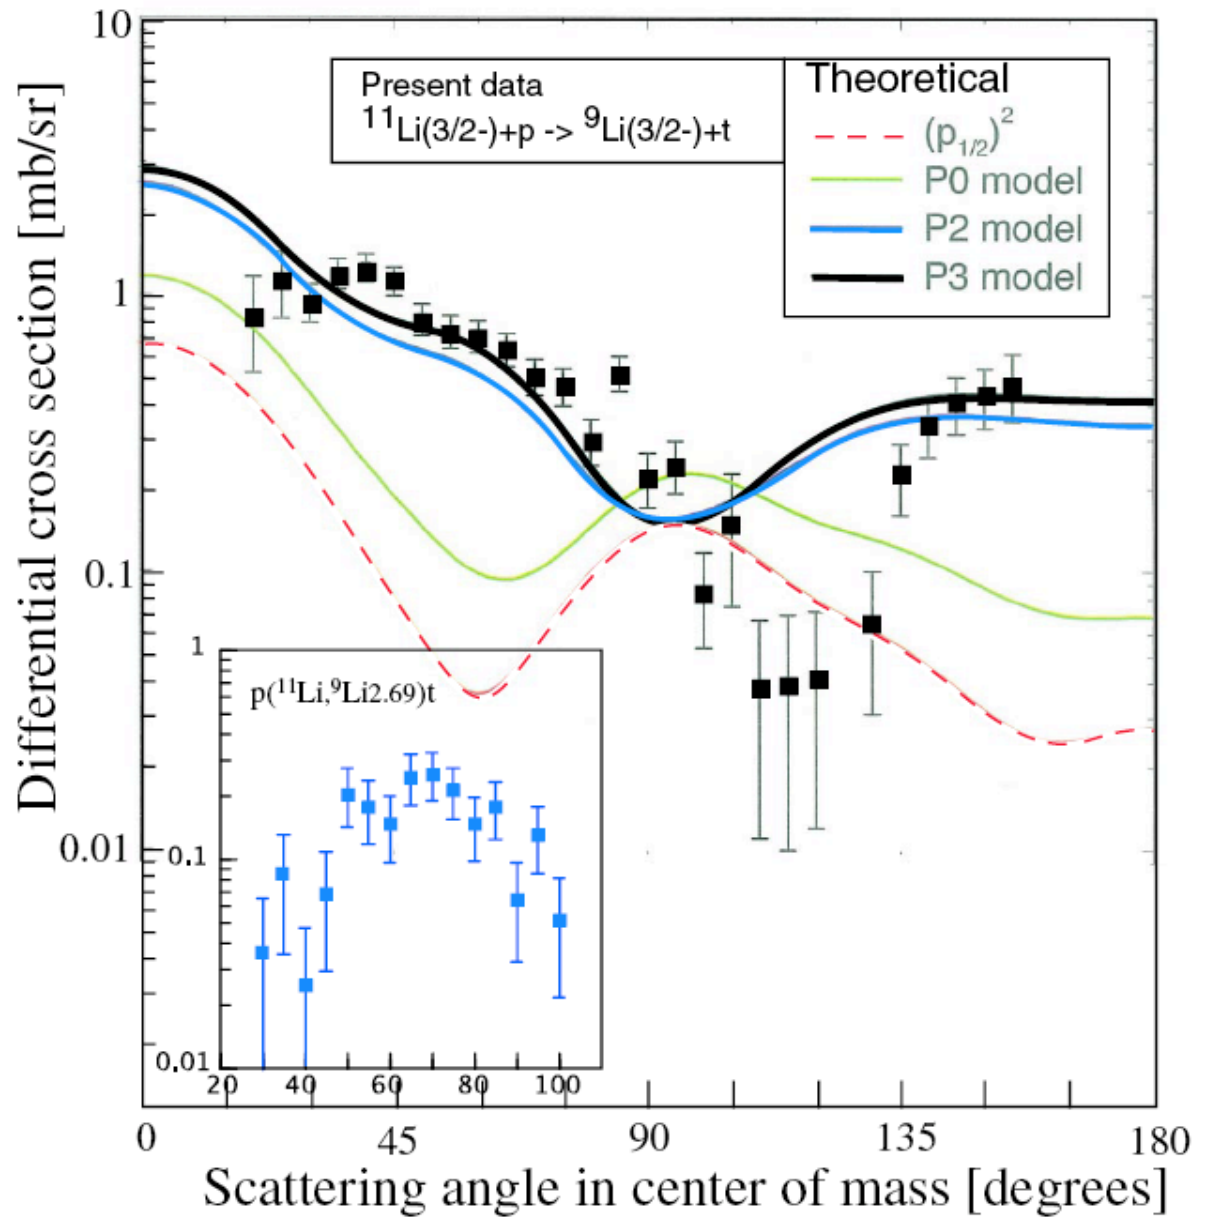 10
1
0.1
0.01
Differential cross section [mb/sr]
Present data
¹¹Li(3/2-)+p -> ⁹Li(3/2-)+t
Theoretical
(p₁/₂)²
P0 model
P2 model
P3 model
1
0.1
0.01
p(¹¹Li,⁹Li2.69)t
20 40 60 80 100
0 45 90 135 180
Scattering angle in center of mass [degrees]